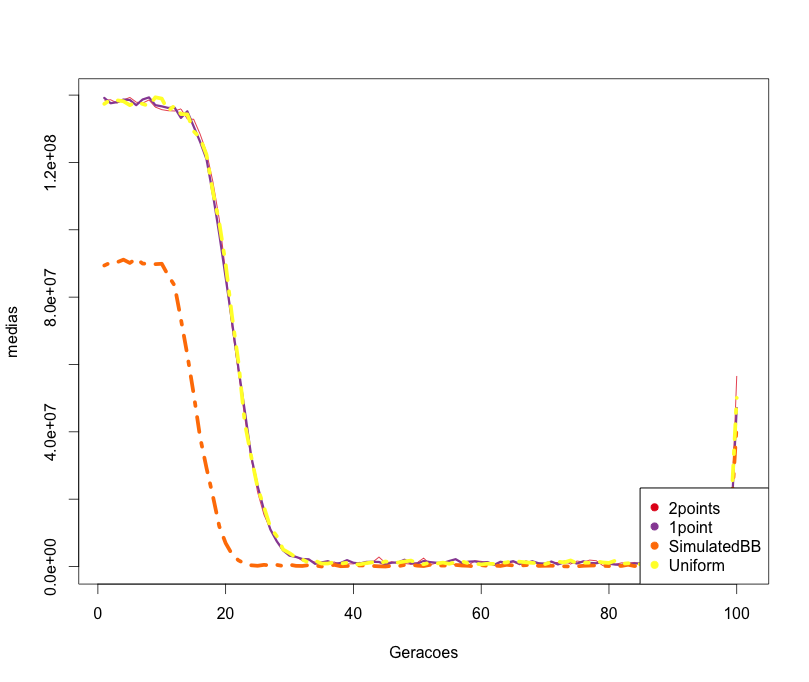 medias
1.2e+08
8.0e+07
4.0e+07
0.0e+00
2points
1point
SimulatedBB
Uniform
0 20 40 60 80 100
Geracoes